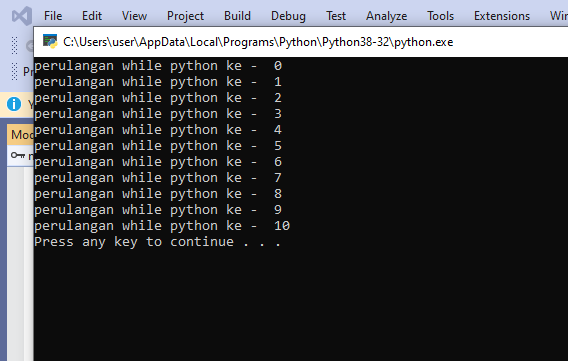 File Edit View Project Build Debug Test Analyze Tools Extensions
C:\Users\user\AppData\Local\Programs\Python\Python38-32\python.exe
perulangan while python ke -  0
perulangan while python ke -  1
perulangan while python ke -  2
perulangan while python ke -  3
perulangan while python ke -  4
perulangan while python ke -  5
perulangan while python ke -  6
perulangan while python ke -  7
perulangan while python ke -  8
perulangan while python ke -  9
perulangan while python ke -  10
Press any key to continue . . .